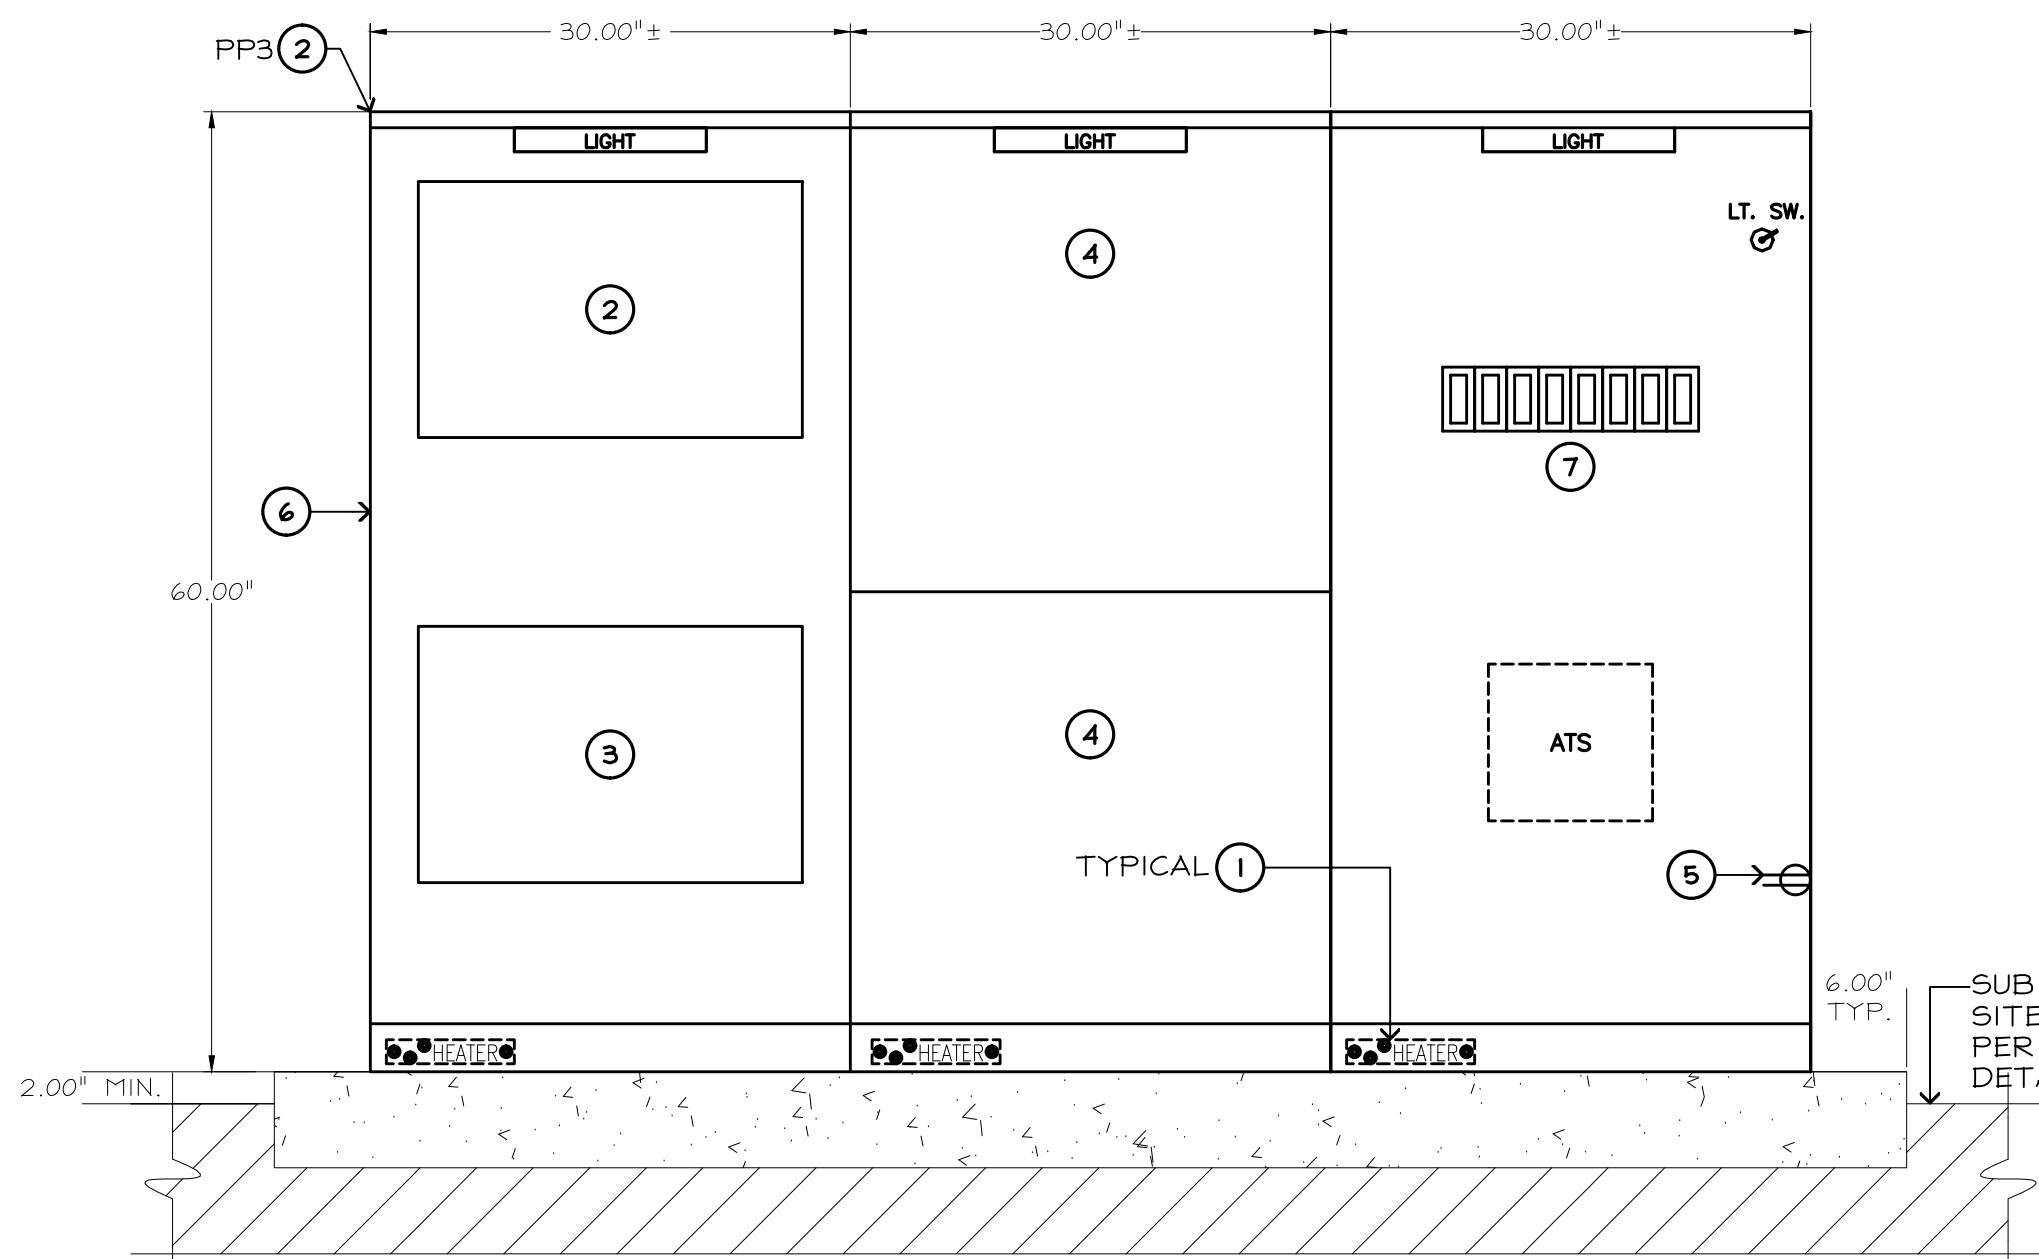 30.00"± 30.00"± 30.00"±
PP3 2
LIGHT LIGHT LIGHT
LT. SW.
4
2
7
6
60.00"
4
ATS
3
TYPICAL 1
5
6.00"
TYP.
SUB
SITE
PER
HEATER HEATER HEATER
2.00" MIN.